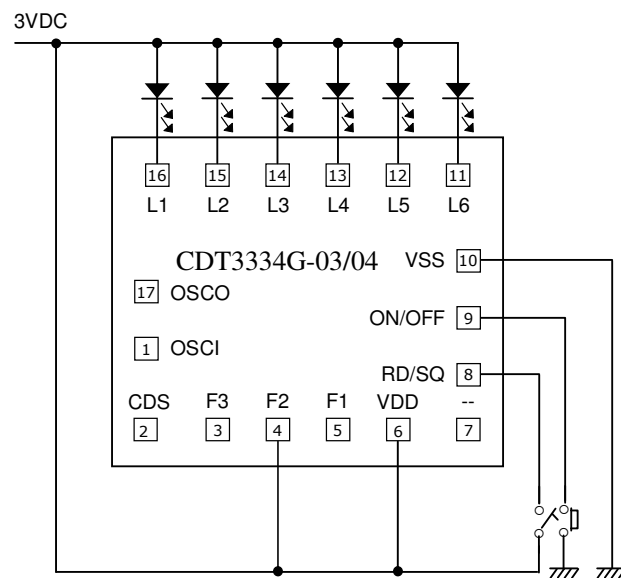 3VDC
16 15 14 13 12 11
L1 L2 L3 L4 L5 L6
CDT3334G-03/04 VSS 10
17 OSCO
ON/OFF 9
1 OSCI
RD/SQ 8
CDS F3 F2 F1 VDD --
2 3 4 5 6 7